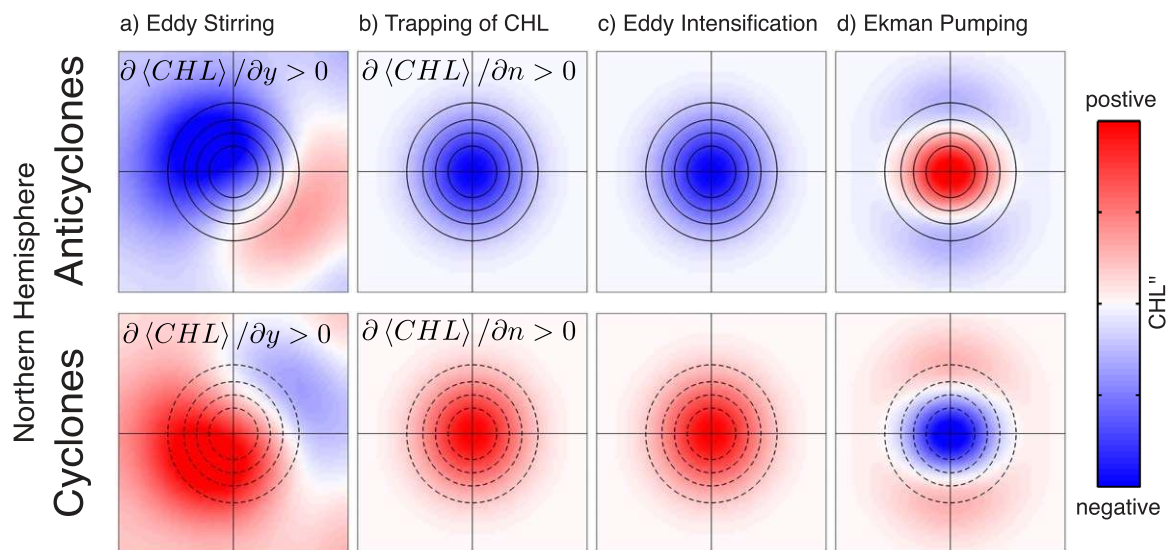 a) Eddy Stirring
b) Trapping of CHL
c) Eddy Intensification
d) Ekman Pumping
Northern Hemisphere
Anticyclones
∂⟨CHL⟩/∂y > 0
∂⟨CHL⟩/∂n > 0
Cyclones
∂⟨CHL⟩/∂y > 0
∂⟨CHL⟩/∂n > 0
postive
CHL"
negative